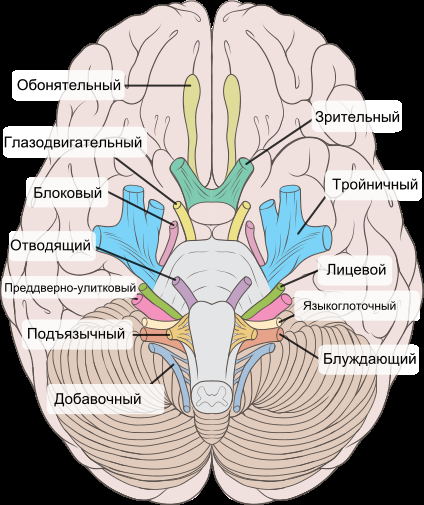 Обонятельный
Зрительный
Глазодвигательный
Блоковый
Тройничный
Отводящий
Лицевой
Преддверно-улитковый
Языкоглоточный
Подъязычный
Блуждающий
Добавочный